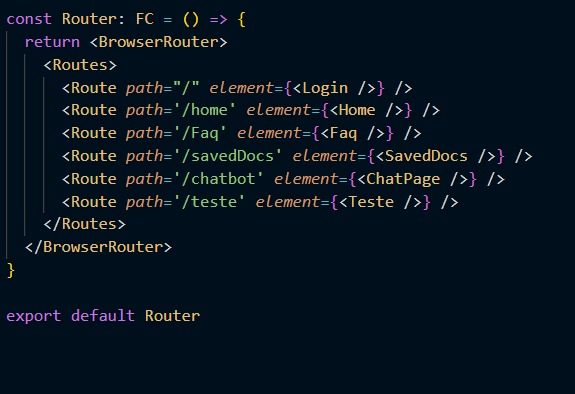 const Router: FC = () => {
return <BrowserRouter>
<Routes>
<Route path="/" element={<Login />} />
<Route path='/home' element={<Home />} />
<Route path='/Faq' element={<Faq />} />
<Route path='/savedDocs' element={<SavedDocs />} />
<Route path='/chatbot' element={<ChatPage />} />
<Route path='/teste' element={<Teste />} />
</Routes>
</BrowserRouter>
}
export default Router